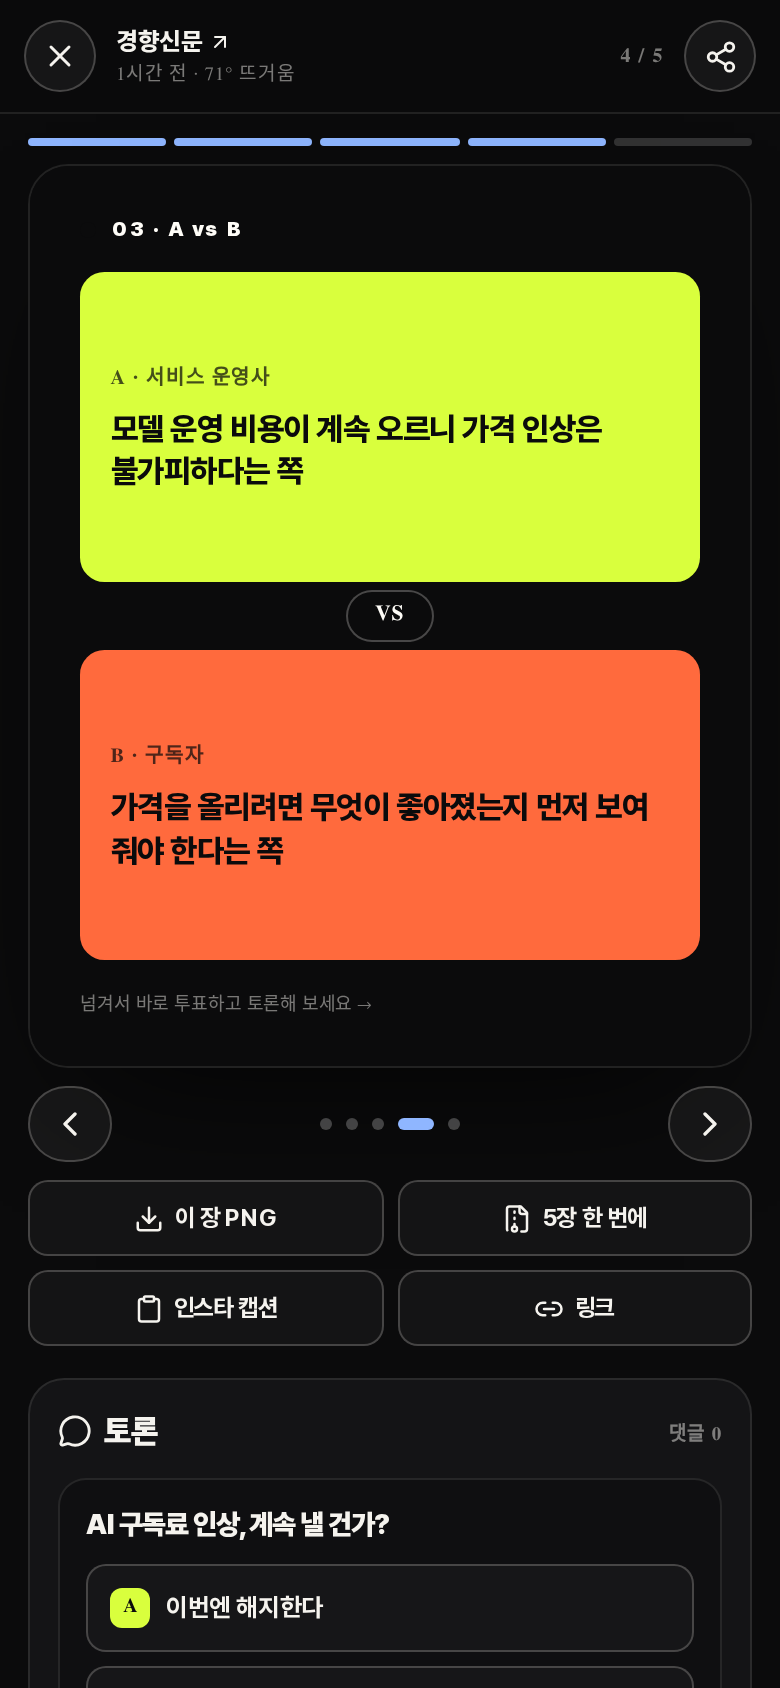 경향신문
1시간 전 · 71° 뜨거움
4 / 5
03 · A vs B
A · 서비스 운영사
모델 운영 비용이 계속 오르니 가격 인상은
불가피하다는 쪽
VS
B · 구독자
가격을 올리려면 무엇이 좋아졌는지 먼저 보여
줘야 한다는 쪽
넘겨서 바로 투표하고 토론해 보세요 →
이 장 PNG
5장 한 번에
인스타 캡션
링크
토론
댓글 0
AI 구독료 인상, 계속 낼 건가?
A 이번엔 해지한다